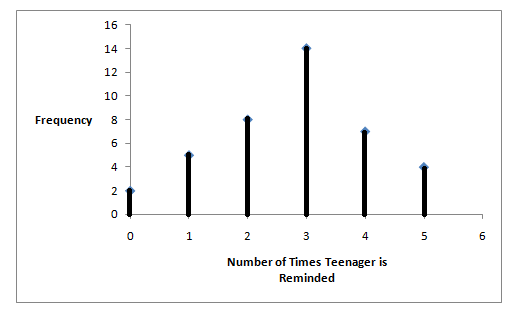 16
14
12
10
8
6
4
2
0
Frequency
0 1 2 3 4 5 6
Number of Times Teenager is
Reminded